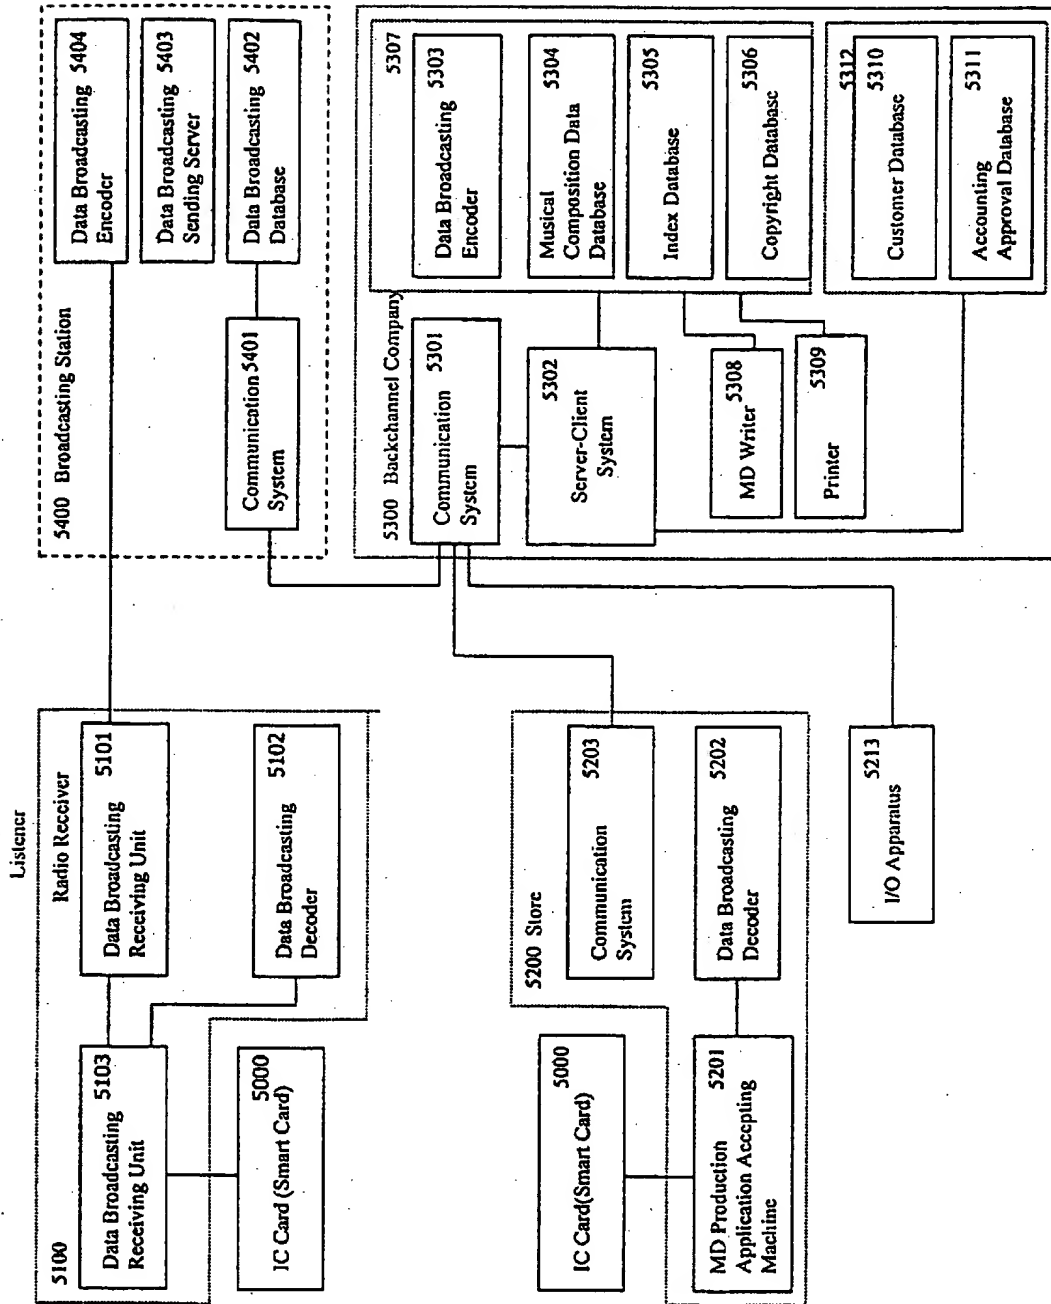 Listener
5100
Radio Receiver
5103
Data Broadcasting
Receiving Unit
5101
Data Broadcasting
Receiving Unit
5102
Data Broadcasting
Decoder
5000
IC Card (Smart Card)
5400 Broadcasting Station
Data Broadcasting 5404
Encoder
Data Broadcasting 5403
Sending Server
Data Broadcasting 5402
Database
Communication 5401
System
5200 Store
5000
IC Card(Smart Card)
5201
MD Production
Application Accepting
Machine
5203
Communication
System
5202
Data Broadcasting
Decoder
5213
I/O Apparatus
5300 Backchannel Company
5301
Communication
System
5302
Server-Client
System
5308
MD Writer
5309
Printer
5307
5303
Data Broadcasting
Encoder
5304
Musical
Composition Data
Database
5305
Index Database
5306
Copyright Database
5312
5310
Customer Database
5311
Accounting
Approval Database